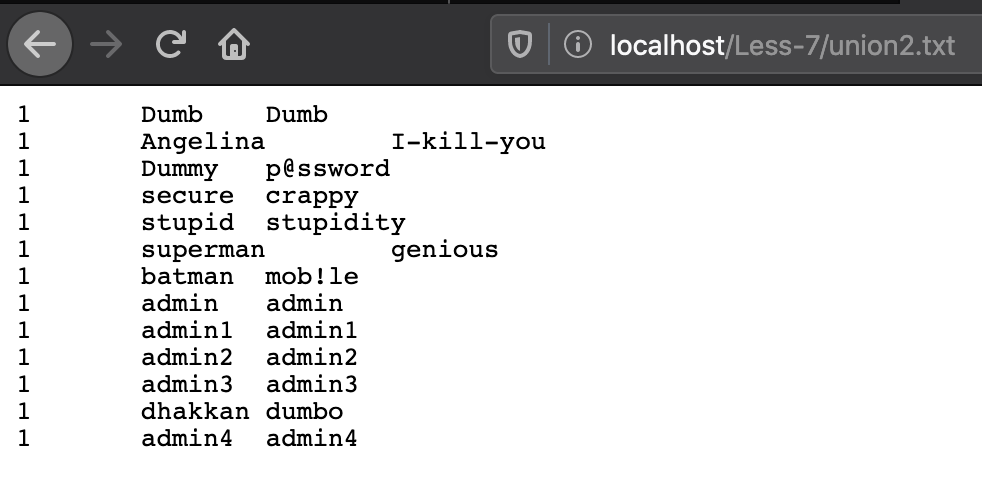 localhost/Less-7/union2.txt
1 Dumb Dumb
1 Angelina I-kill-you
1 Dummy p@ssword
1 secure crappy
1 stupid stupidity
1 superman genious
1 batman mob!le
1 admin admin
1 admin1 admin1
1 admin2 admin2
1 admin3 admin3
1 dhakkan dumbo
1 admin4 admin4